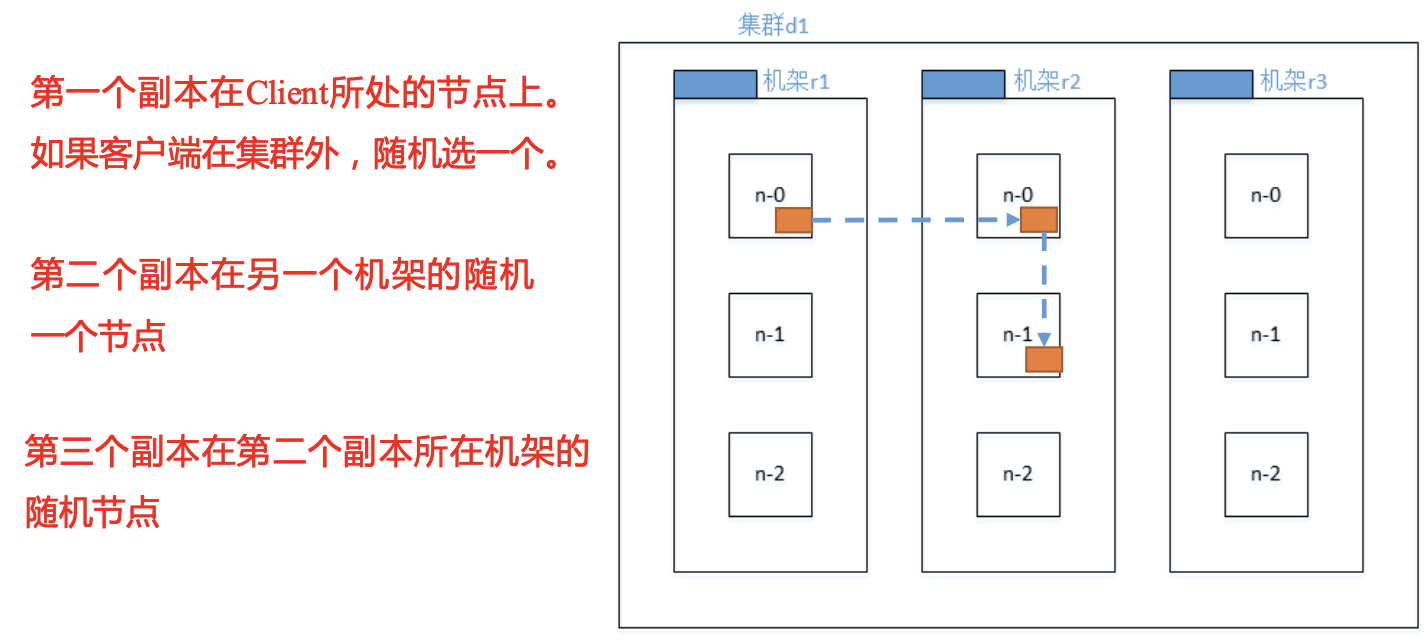 第一个副本在Client所处的节点上。
如果客户端在集群外，随机选一个。
第二个副本在另一个机架的随机
一个节点
第三个副本在第二个副本所在机架的
随机节点
集群d1
机架r1
机架r2
机架r3
n-0
n-0
n-0
n-1
n-1
n-1
n-2
n-2
n-2